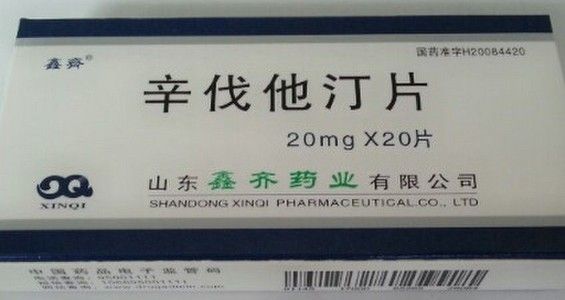 鑫齐®
国药准字H20084420
辛伐他汀片
20mg X20片
XINQI
山东鑫齐药业有限公司
SHANDONG XINQI PHARMACEUTICAL.CO., LTD
中国药品电子监管码